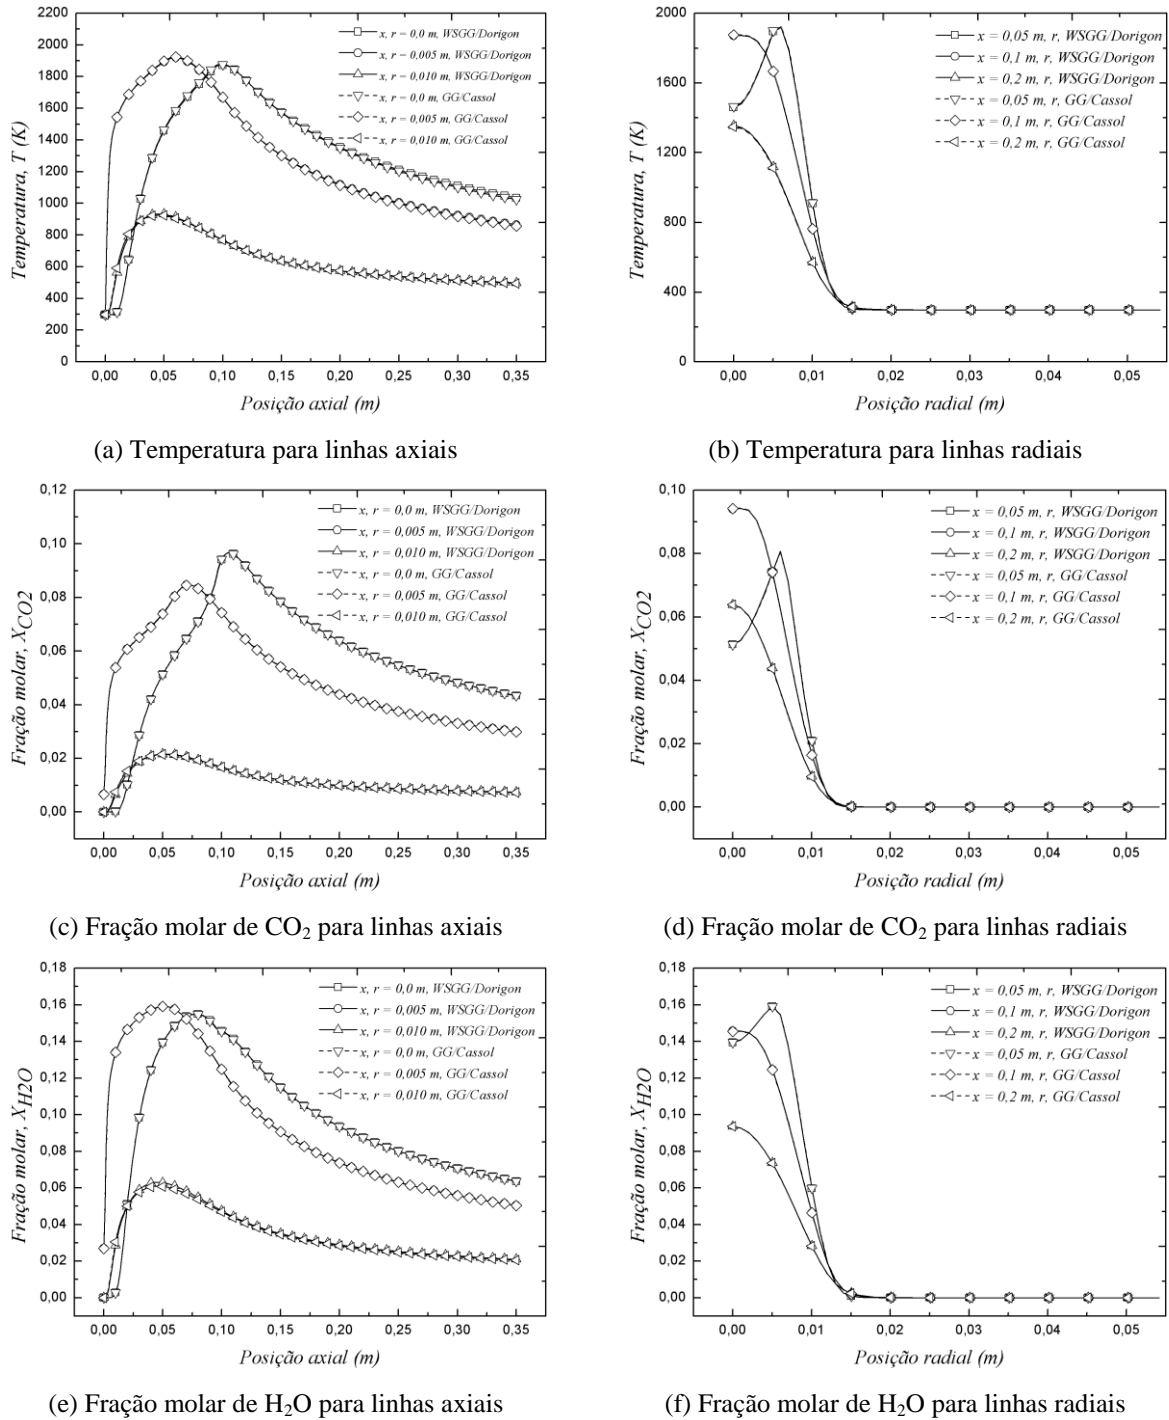 2200
2000
1800
1600
1400
1200
1000
800
600
400
200
0
Temperatura, T (K)
x, r = 0,0 m, WSGG/Dorigon
x, r = 0,005 m, WSGG/Dorigon
x, r = 0,010 m, WSGG/Dorigon
x, r = 0,0 m, GG/Cassol
x, r = 0,005 m, GG/Cassol
x, r = 0,010 m, GG/Cassol
0,00 0,05 0,10 0,15 0,20 0,25 0,30 0,35
Posição axial (m)
(a) Temperatura para linhas axiais
2000
1600
1200
800
400
0
Temperatura, T (K)
x = 0,05 m, r, WSGG/Dorigon
x = 0,1 m, r, WSGG/Dorigon
x = 0,2 m, r, WSGG/Dorigon
x = 0,05 m, r, GG/Cassol
x = 0,1 m, r, GG/Cassol
x = 0,2 m, r, GG/Cassol
0,00 0,01 0,02 0,03 0,04 0,05
Posição radial (m)
(b) Temperatura para linhas radiais
0,12
0,10
0,08
0,06
0,04
0,02
0,00
Fração molar, XCO2
x, r = 0,0 m, WSGG/Dorigon
x, r = 0,005 m, WSGG/Dorigon
x, r = 0,010 m, WSGG/Dorigon
x, r = 0,0 m, GG/Cassol
x, r = 0,005 m, GG/Cassol
x, r = 0,010 m, GG/Cassol
0,00 0,05 0,10 0,15 0,20 0,25 0,30 0,35
Posição axial (m)
(c) Fração molar de CO2 para linhas axiais
0,10
0,08
0,06
0,04
0,02
0,00
Fração molar, XCO2
x = 0,05 m, r, WSGG/Dorigon
x = 0,1 m, r, WSGG/Dorigon
x = 0,2 m, r, WSGG/Dorigon
x = 0,05 m, r, GG/Cassol
x = 0,1 m, r, GG/Cassol
x = 0,2 m, r, GG/Cassol
0,00 0,01 0,02 0,03 0,04 0,05
Posição radial (m)
(d) Fração molar de CO2 para linhas radiais
0,18
0,16
0,14
0,12
0,10
0,08
0,06
0,04
0,02
0,00
Fração molar, XH2O
x, r = 0,0 m, WSGG/Dorigon
x, r = 0,005 m, WSGG/Dorigon
x, r = 0,010 m, WSGG/Dorigon
x, r = 0,0 m, GG/Cassol
x, r = 0,005 m, GG/Cassol
x, r = 0,010 m, GG/Cassol
0,00 0,05 0,10 0,15 0,20 0,25 0,30 0,35
Posição axial (m)
(e) Fração molar de H2O para linhas axiais
0,18
0,16
0,14
0,12
0,10
0,08
0,06
0,04
0,02
0,00
Fração molar, XH2O
x = 0,05 m, r, WSGG/Dorigon
x = 0,1 m, r, WSGG/Dorigon
x = 0,2 m, r, WSGG/Dorigon
x = 0,05 m, r, GG/Cassol
x = 0,1 m, r, GG/Cassol
x = 0,2 m, r, GG/Cassol
0,00 0,01 0,02 0,03 0,04 0,05
Posição radial (m)
(f) Fração molar de H2O para linhas radiais